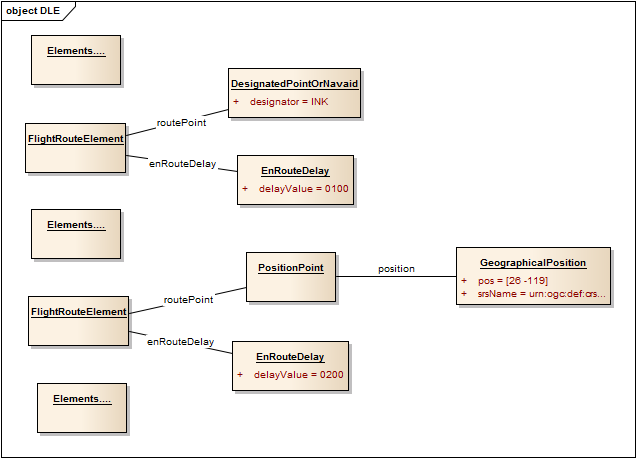 object DLE
Elements....
DesignatedPointOrNavaid
+ designator = INK
routePoint
FlightRouteElement
enRouteDelay
EnRouteDelay
+ delayValue = 0100
Elements....
PositionPoint
position
GeographicalPosition
+ pos = [26 -119]
+ srsName = urn:ogc:def:crs...
routePoint
FlightRouteElement
enRouteDelay
EnRouteDelay
+ delayValue = 0200
Elements....